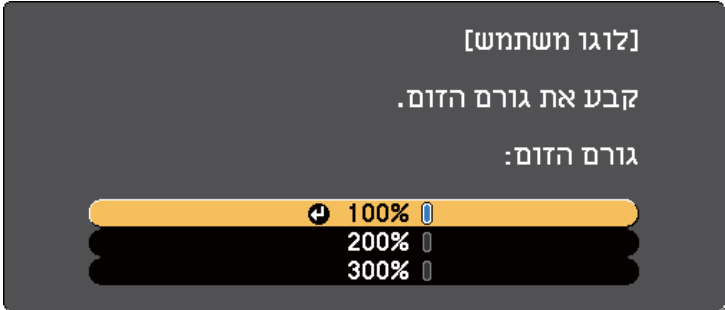 [לוגו משתמש]
קבע את גורם הזום.
גורם הזום:
100%
200%
300%